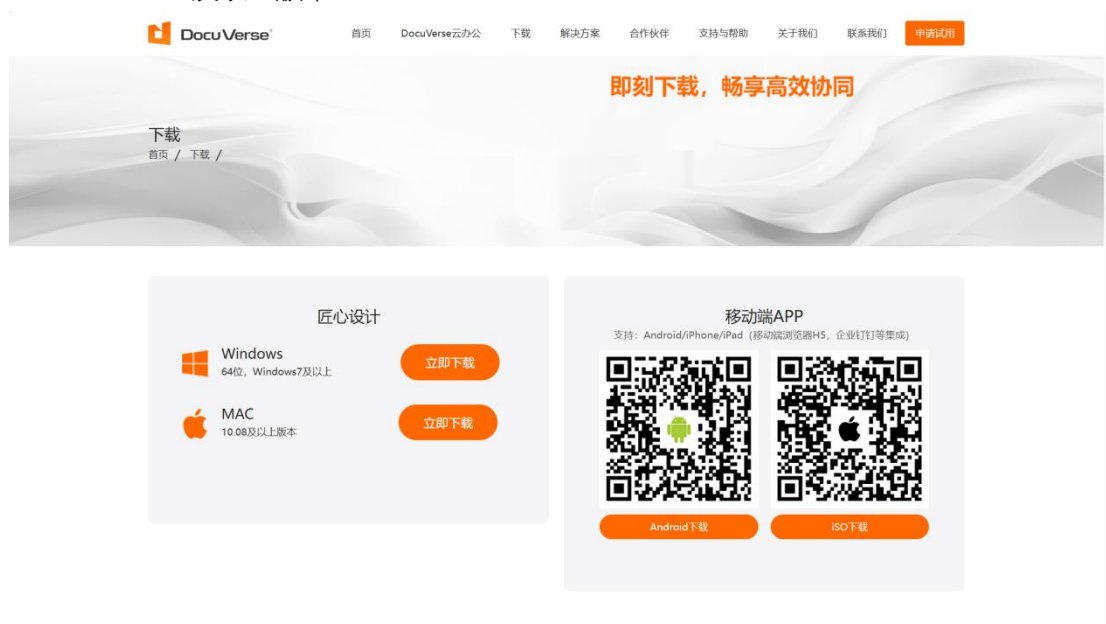 DocuVerse
首页 DocuVerse云办公 下载 解决方案 合作伙伴 支持与帮助 关于我们 联系我们 申请试用
即刻下载，畅享高效协同
下载
首页 / 下载 /
匠心设计
Windows
64位，Windows7及以上
立即下载
MAC
10.08及以上版本
立即下载
移动端APP
支持：Android/iPhone/iPad（移动端浏览器H5，企业钉钉等集成）
Android下载
iSO下载